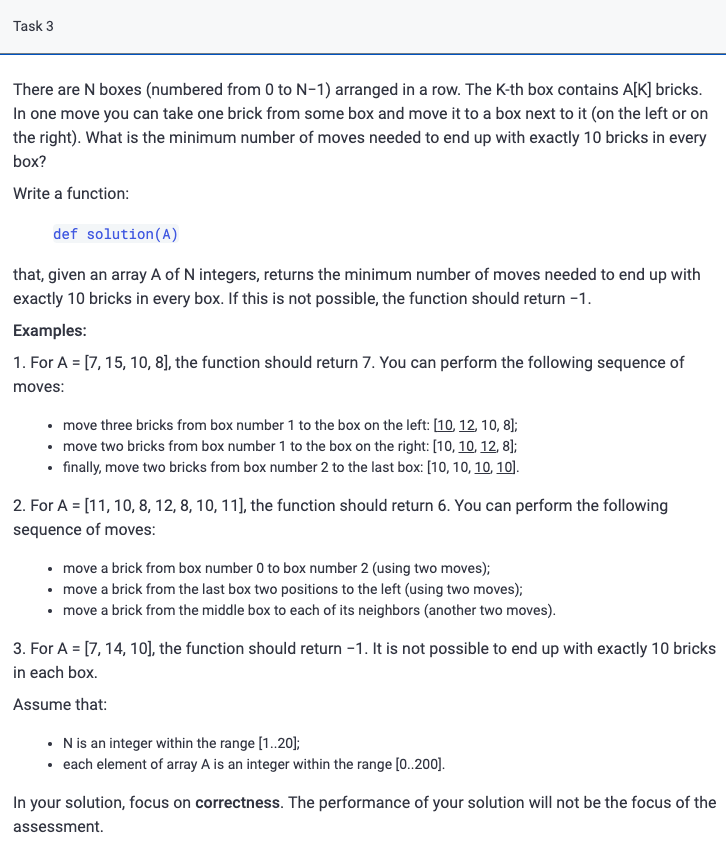 Task 3
There are N boxes (numbered from 0 to N−1) arranged in a row. The K-th box contains A[K] bricks.
In one move you can take one brick from some box and move it to a box next to it (on the left or on
the right). What is the minimum number of moves needed to end up with exactly 10 bricks in every
box?
Write a function:
def solution(A)
that, given an array A of N integers, returns the minimum number of moves needed to end up with
exactly 10 bricks in every box. If this is not possible, the function should return −1.
Examples:
1. For A = [7, 15, 10, 8], the function should return 7. You can perform the following sequence of
moves:
• move three bricks from box number 1 to the box on the left: [10, 12, 10, 8];
• move two bricks from box number 1 to the box on the right: [10, 10, 12, 8];
• finally, move two bricks from box number 2 to the last box: [10, 10, 10, 10].
2. For A = [11, 10, 8, 12, 8, 10, 11], the function should return 6. You can perform the following
sequence of moves:
• move a brick from box number 0 to box number 2 (using two moves);
• move a brick from the last box two positions to the left (using two moves);
• move a brick from the middle box to each of its neighbors (another two moves).
3. For A = [7, 14, 10], the function should return −1. It is not possible to end up with exactly 10 bricks
in each box.
Assume that:
• N is an integer within the range [1..20];
• each element of array A is an integer within the range [0..200].
In your solution, focus on correctness. The performance of your solution will not be the focus of the
assessment.